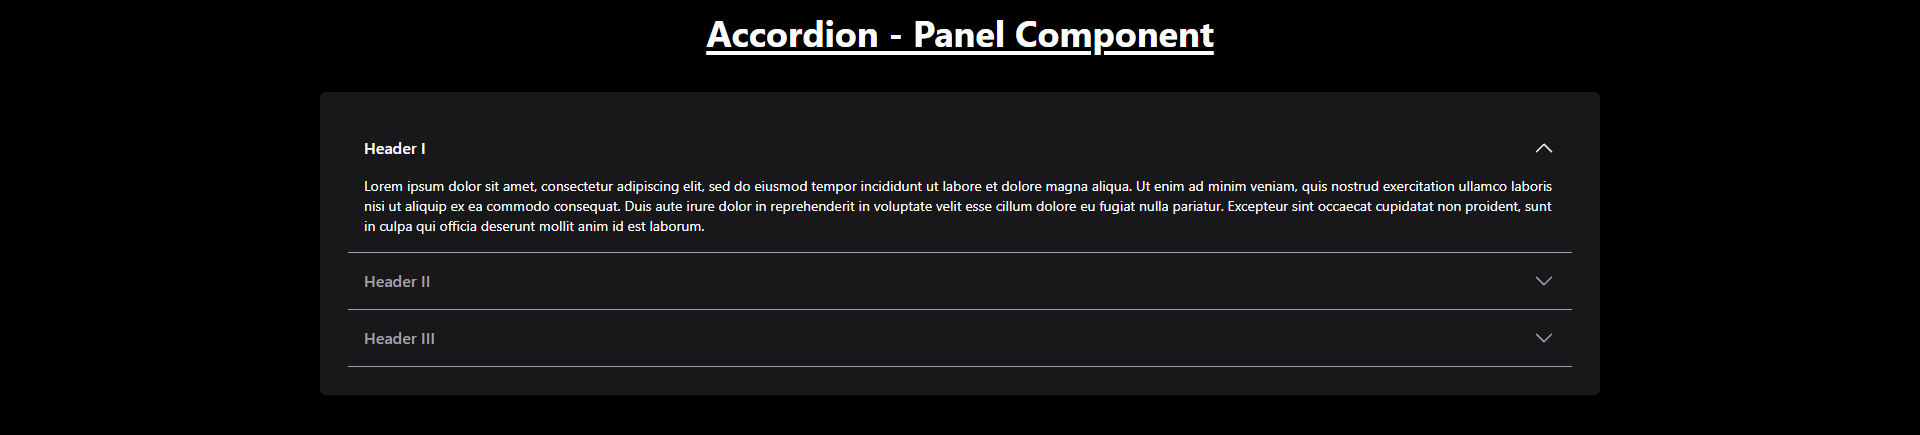 Accordion - Panel Component
Header I
Lorem ipsum dolor sit amet, consectetur adipiscing elit, sed do eiusmod tempor incididunt ut labore et dolore magna aliqua. Ut enim ad minim veniam, quis nostrud exercitation ullamco laboris
nisi ut aliquip ex ea commodo consequat. Duis aute irure dolor in reprehenderit in voluptate velit esse cillum dolore eu fugiat nulla pariatur. Excepteur sint occaecat cupidatat non proident, sunt
in culpa qui officia deserunt mollit anim id est laborum.
Header II
Header III